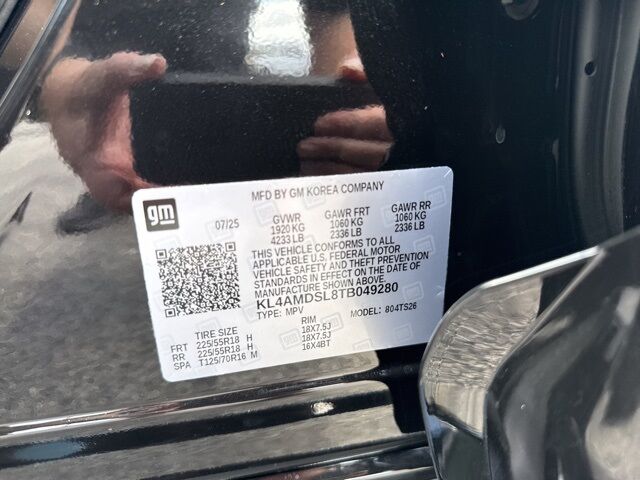 MFD BY GM KOREA COMPANY
gm
07/25
GVWR GAWR FRT GAWR RR
1920 KG 1060 KG 1060 KG
4233 LB 2336 LB 2336 LB
THIS VEHICLE CONFORMS TO ALL
APPLICABLE U.S. FEDERAL MOTOR
VEHICLE SAFETY AND THEFT PREVENTION
STANDARDS IN EFFECT ON THE DATE OF
MANUFACTURE SHOWN ABOVE.
KL4AMDSL8TB049280
TYPE: MPV MODEL: 804TS26
TIRE SIZE RIM
FRT 225/55R18 H 18X7.5J
RR 225/55R18 H 18X7.5J
SPA T125/70R16 M 16X4BT